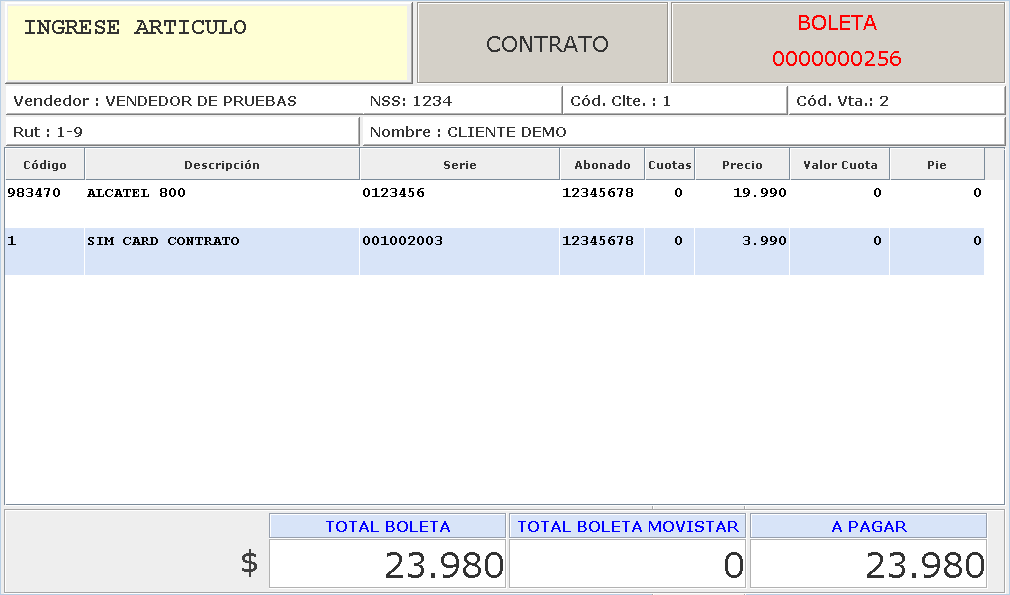 INGRESE ARTICULO
CONTRATO
BOLETA
0000000256
Vendedor : VENDEDOR DE PRUEBAS NSS: 1234 Cód. Clte. : 1 Cód. Vta.: 2
Rut : 1-9 Nombre : CLIENTE DEMO
Código Descripción Serie Abonado Cuotas Precio Valor Cuota Pie
983470 ALCATEL 800 0123456 12345678 0 19.990 0 0
1 SIM CARD CONTRATO 001002003 12345678 0 3.990 0 0
TOTAL BOLETA TOTAL BOLETA MOVISTAR A PAGAR
$ 23.980 0 23.980